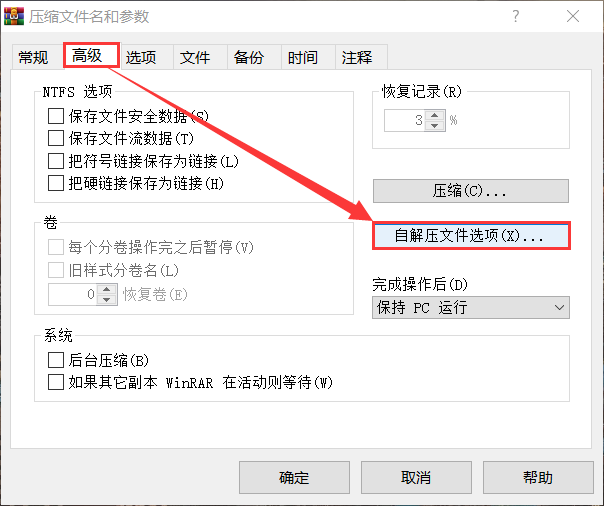 压缩文件名和参数
常规 高级 选项 文件 备份 时间 注释
NTFS 选项
保存文件安全数据(S)
保存文件流数据(T)
把符号链接保存为链接(L)
把硬链接保存为链接(H)
恢复记录(R)
3 %
压缩(C)...
自解压文件选项(X)...
卷
每个分卷操作完之后暂停(V)
旧样式分卷名(L)
0 恢复卷(E)
完成操作后(D)
保持 PC 运行
系统
后台压缩(B)
如果其它副本 WinRAR 在活动则等待(W)
确定 取消 帮助